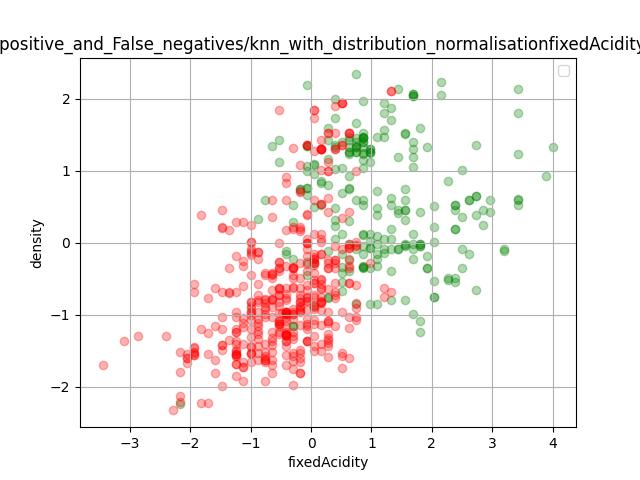 positive_and_False_negatives/knn_with_distribution_normalisationfixedAcidity
2
1
0
−1
−2
density
−3 −2 −1 0 1 2 3 4
fixedAcidity